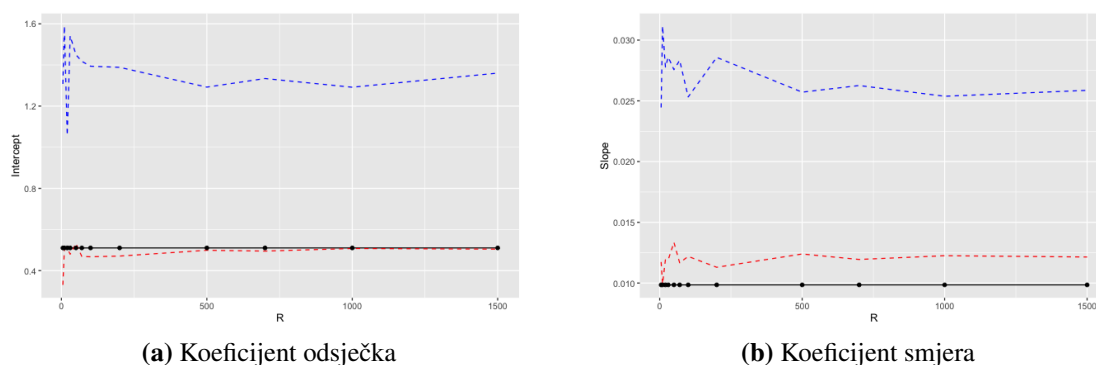 1.6
1.2
0.8
0.4
Intercept
0
500
1000
1500
R
(a) Koeficijent odsječka
0.030
0.025
0.020
0.015
0.010
Slope
0
500
1000
1500
R
(b) Koeficijent smjera